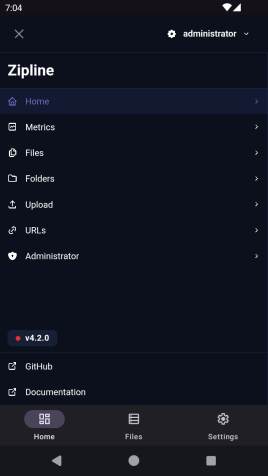 7:04
administrator
Zipline
Home
Metrics
Files
Folders
Upload
URLs
Administrator
v4.2.0
GitHub
Documentation
Home
Files
Settings